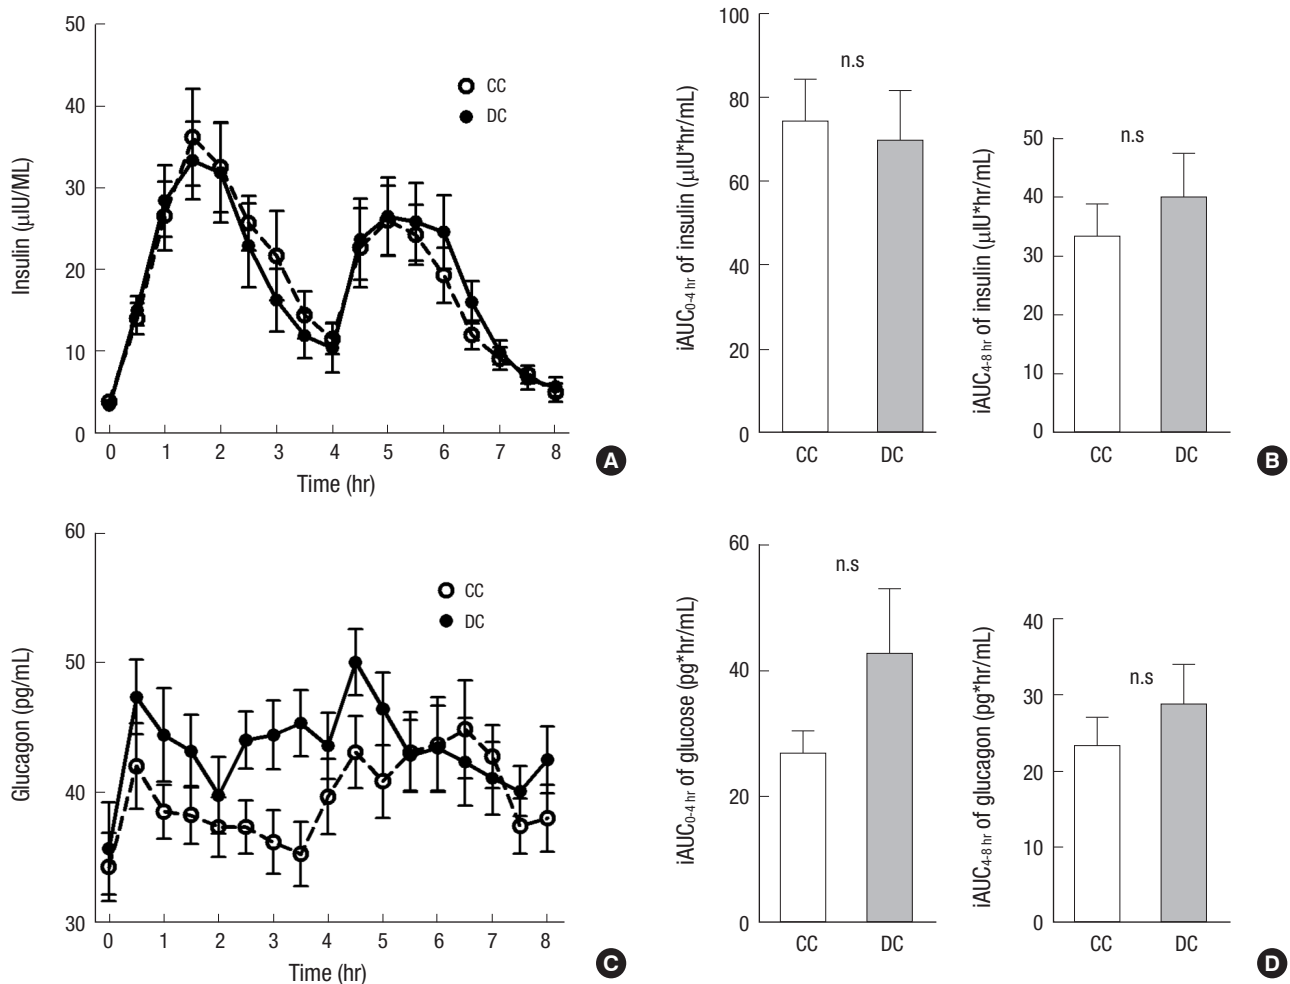 50
40
30
20
10
0
Insulin (μIU/ML)
CC
DC
0 1 2 3 4 5 6 7 8
Time (hr)
A
100
80
60
40
20
0
iAUC0-4 hr of insulin (μIU*hr/mL)
n.s
CC DC
50
40
30
20
10
0
iAUC4-8 hr of insulin (μIU*hr/mL)
n.s
CC DC
B
60
50
40
30
Glucagon (pg/mL)
CC
DC
0 1 2 3 4 5 6 7 8
Time (hr)
C
60
40
20
0
iAUC0-4 hr of glucose (pg*hr/mL)
n.s
CC DC
40
30
20
10
0
iAUC4-8 hr of glucagon (pg*hr/mL)
n.s
CC DC
D